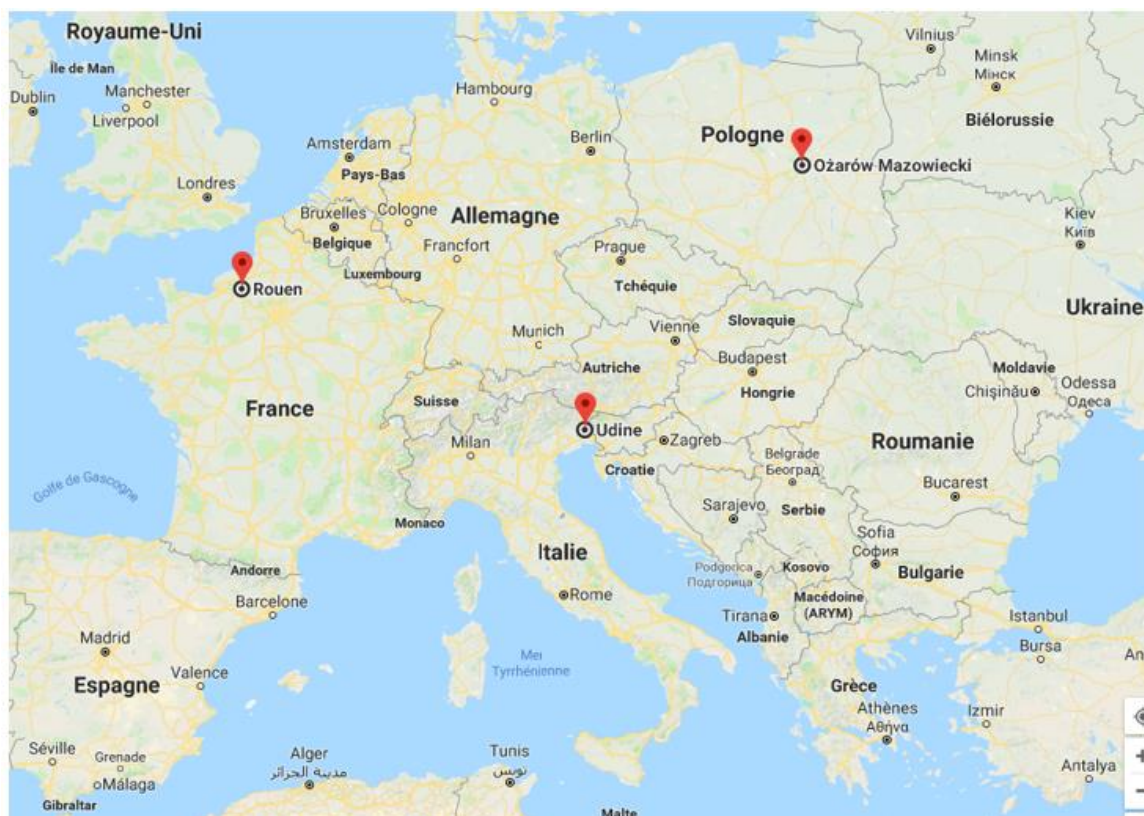 Royaume-Uni
Île de Man
Dublin
Manchester
Liverpool
Londres
Amsterdam
Pays-Bas
Bruxelles
Belgique
Cologne
Luxembourg
Hambourg
Berlin
Allemagne
Francfort
Munich
Pologne
Ożarów Mazowiecki
Vilnius
Minsk
Мінск
Biélorussie
Kiev
Київ
Ukraine
Prague
Tchéquie
Slovaquie
Vienne
Autriche
Budapest
Hongrie
Moldavie
Chișinău
Odessa
Одеса
Rouen
France
Suisse
Milan
Udine
Zagreb
Croatie
Belgrade
Београд
Roumanie
Bucarest
Sarajevo
Serbie
Golfe de Gascogne
Monaco
Andorre
Italie
Rome
Podgorica
Подгорица
Kosovo
Sofia
София
Bulgarie
Macédoine
(ARYM)
Tirana
Albanie
Barcelone
Madrid
Espagne
Valence
Mer
Tyrrhénienne
Grèce
Athènes
Αθήνα
Istanbul
Bursa
Izmir
Antalya
An
Séville
Grenade
Málaga
Gibraltar
Alger
مدينة الجزائر
Tunis
تونس
Malte